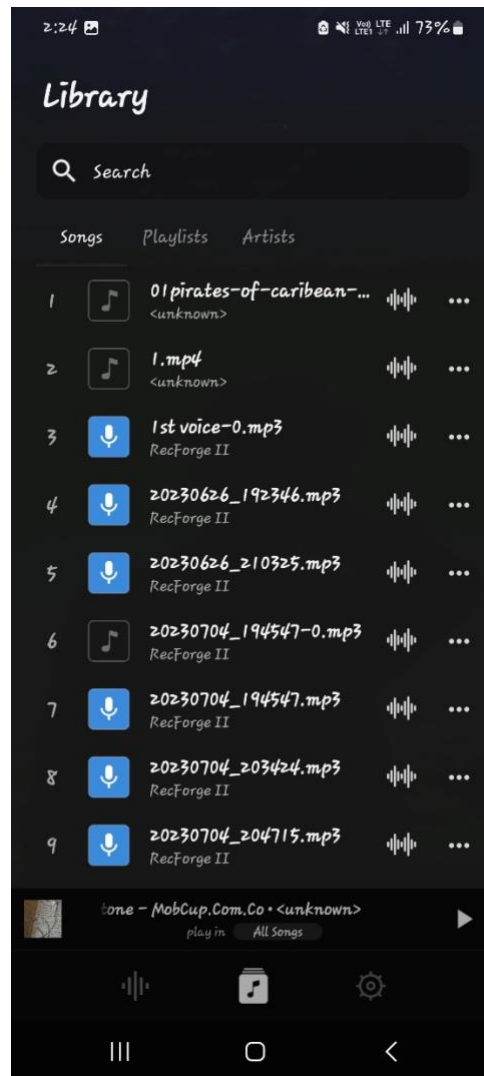 2:24 Vo)) LTE LTE1 73%
Library
Search
Songs Playlists Artists
1 01pirates-of-caribean-...
<unknown>
2 1.mp4
<unknown>
3 1st voice-0.mp3
RecForge II
4 20230626_192346.mp3
RecForge II
5 20230626_210325.mp3
RecForge II
6 20230704_194547-0.mp3
RecForge II
7 20230704_194547.mp3
RecForge II
8 20230704_203424.mp3
RecForge II
9 20230704_204715.mp3
RecForge II
tone - MobCup.Com.Co • <unknown>
play in All Songs